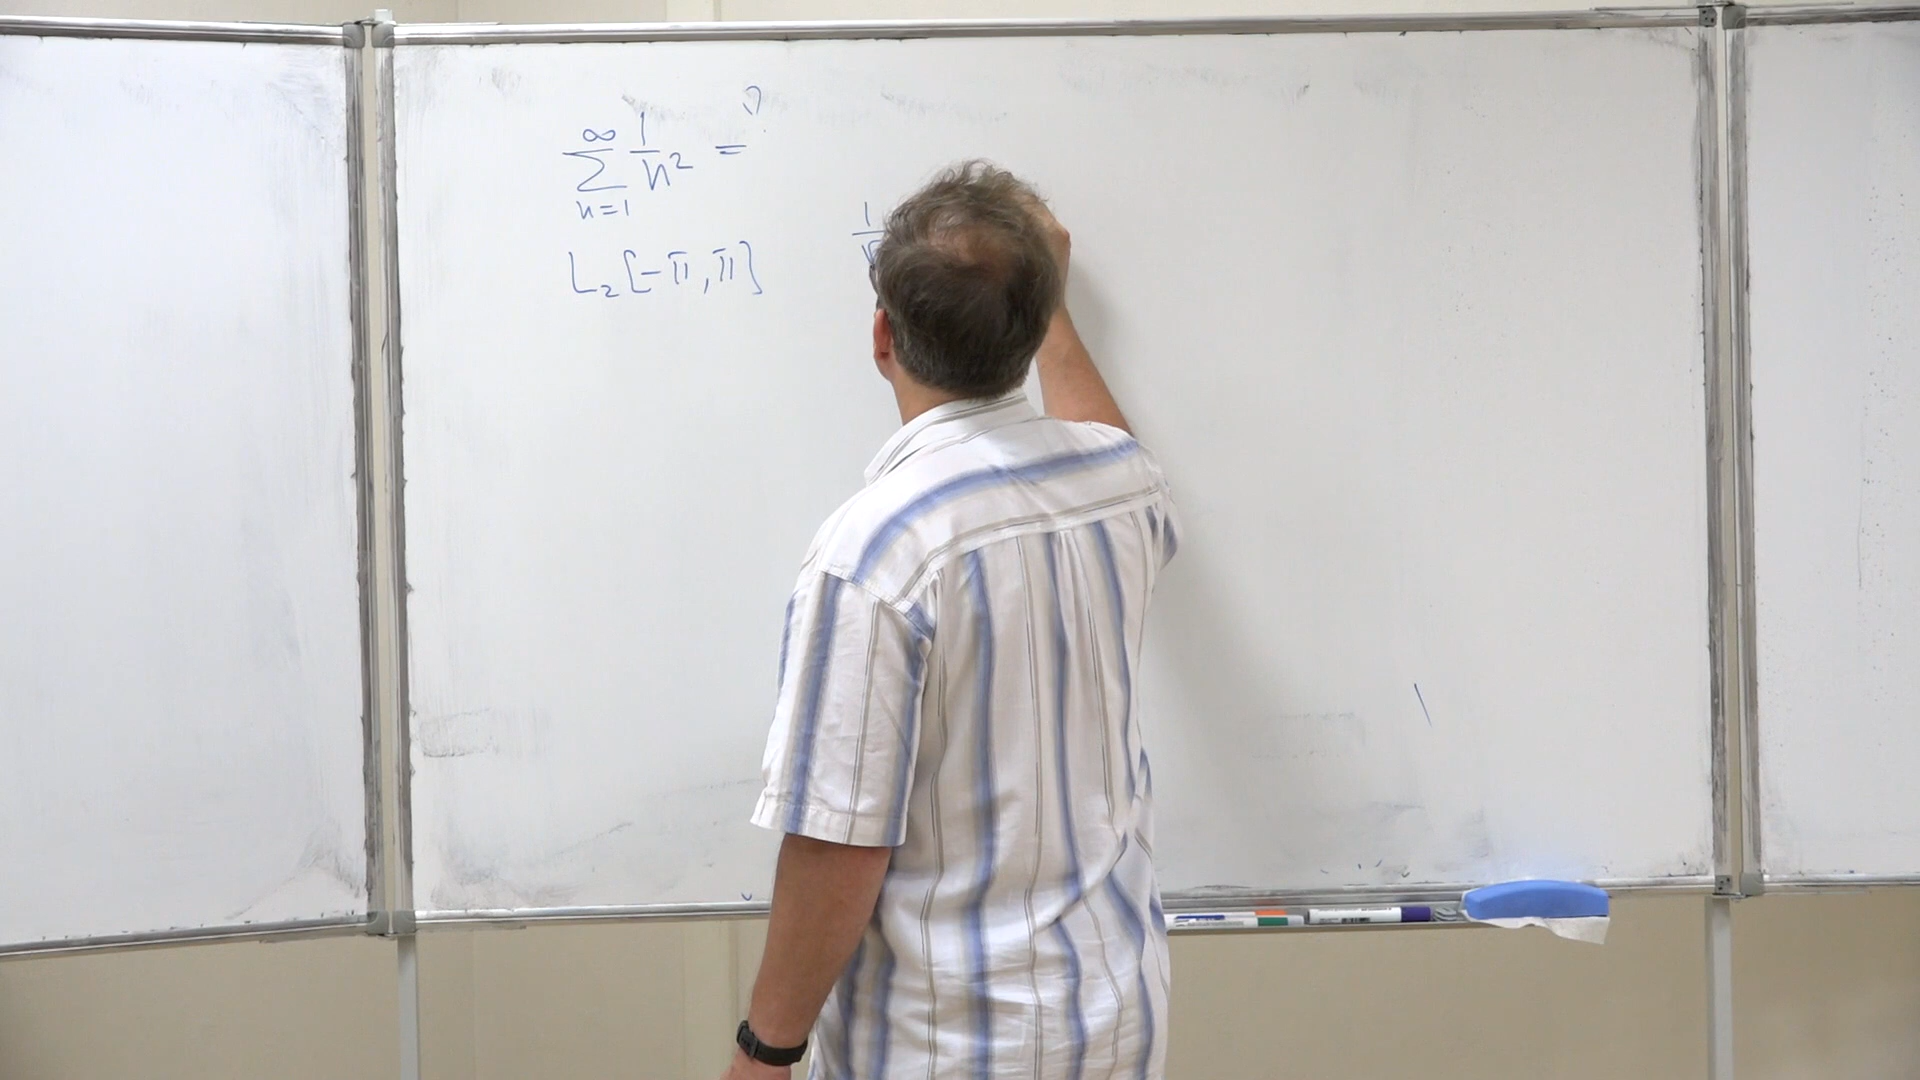 ∑_{n=1}^{∞} 1/n² = ?
L₂[-π, π]